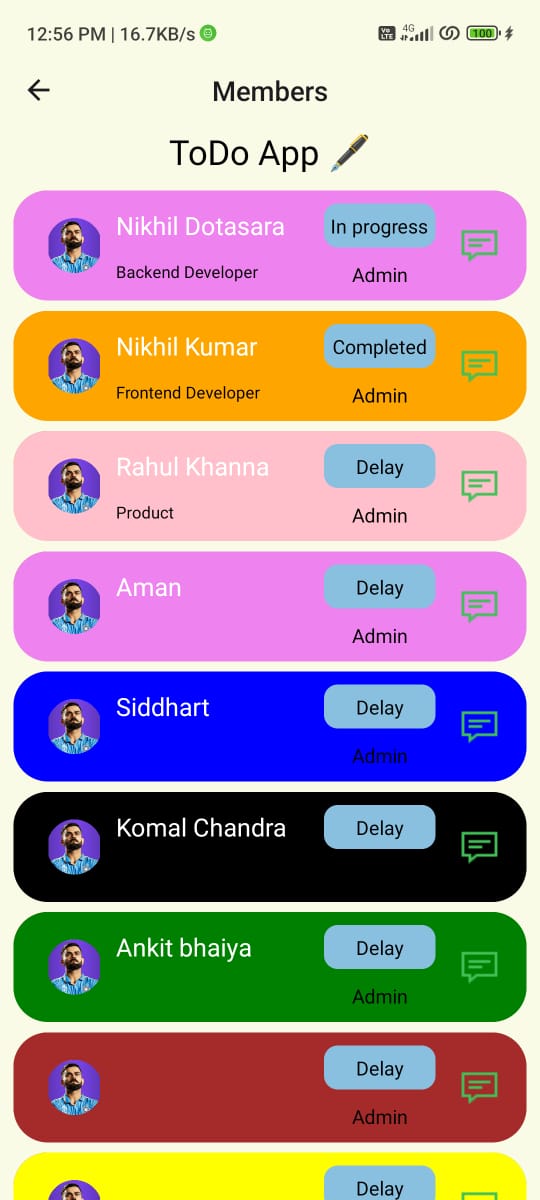 12:56 PM | 16.7KB/s
Vo LTE 4G 100
Members
ToDo App
Nikhil Dotasara In progress
Backend Developer Admin
Nikhil Kumar Completed
Frontend Developer Admin
Rahul Khanna Delay
Product Admin
Aman Delay
Admin
Siddhart Delay
Admin
Komal Chandra Delay
Ankit bhaiya Delay
Admin
Delay
Admin
Delay